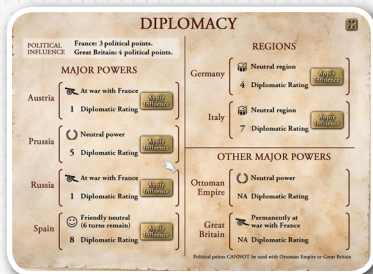 DIPLOMACY
POLITICAL INFLUENCE
France: 3 political points.
Great Britain: 4 political points.
MAJOR POWERS
Austria
At war with France
1 Diplomatic Rating
Apply Influence
Prussia
Neutral power
5 Diplomatic Rating
Apply Influence
Russia
At war with France
1 Diplomatic Rating
Apply Influence
Spain
Friendly neutral
(6 turns remain)
8 Diplomatic Rating
Apply Influence
REGIONS
Germany
Neutral region
4 Diplomatic Rating
Apply Influence
Italy
Neutral region
7 Diplomatic Rating
Apply Influence
OTHER MAJOR POWERS
Ottoman Empire
Neutral power
NA Diplomatic Rating
Great Britain
Permanently at
war with France
NA Diplomatic Rating
Political points CANNOT be used with Ottoman Empire or Great Britain